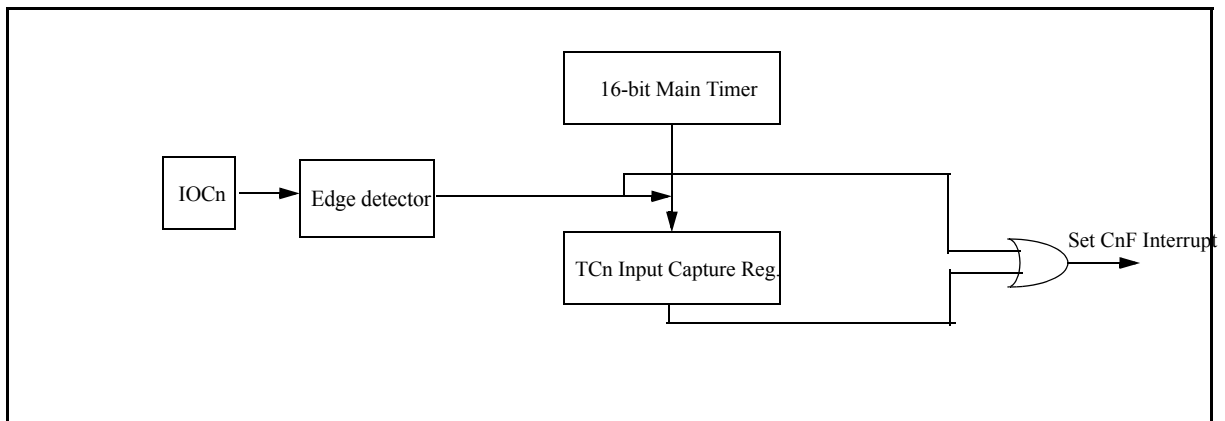 16-bit Main Timer
IOCn
Edge detector
TCn Input Capture Reg.
Set CnF Interrupt